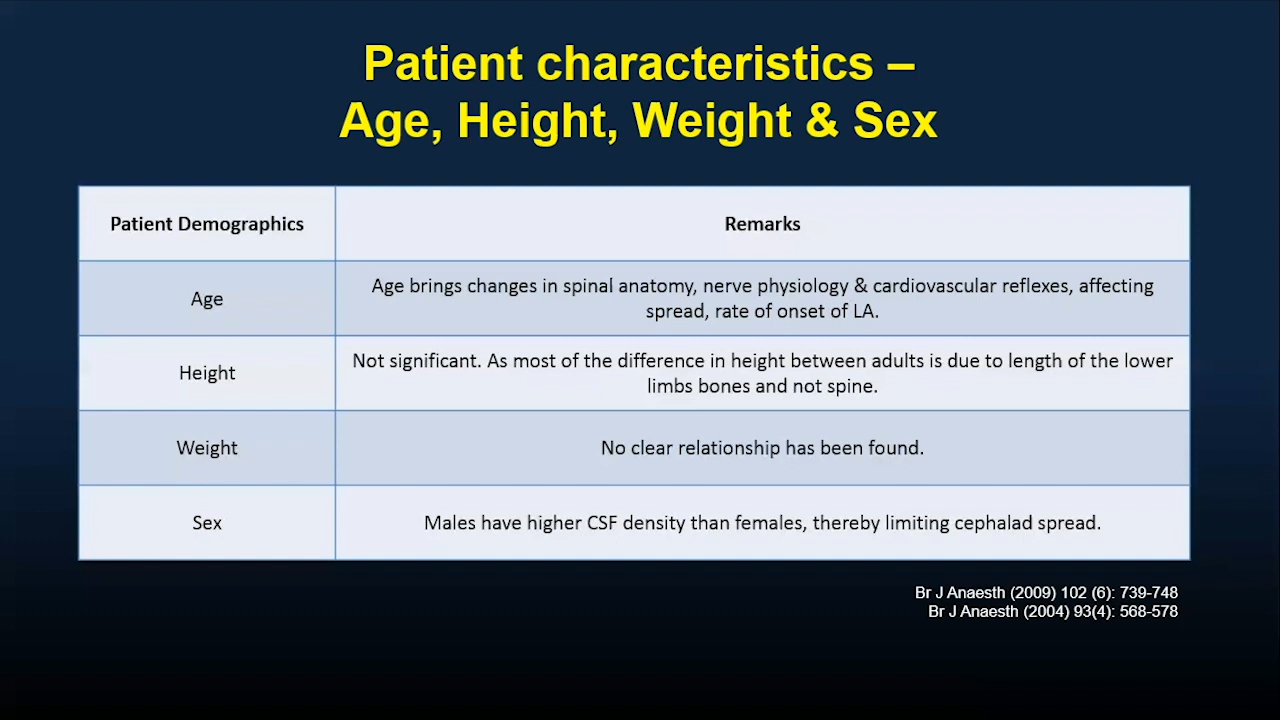 Patient characteristics –
Age, Height, Weight & Sex
Patient Demographics
Remarks
Age
Age brings changes in spinal anatomy, nerve physiology & cardiovascular reflexes, affecting
spread, rate of onset of LA.
Height
Not significant. As most of the difference in height between adults is due to length of the lower
limbs bones and not spine.
Weight
No clear relationship has been found.
Sex
Males have higher CSF density than females, thereby limiting cephalad spread.
Br J Anaesth (2009) 102 (6): 739-748
Br J Anaesth (2004) 93(4): 568-578